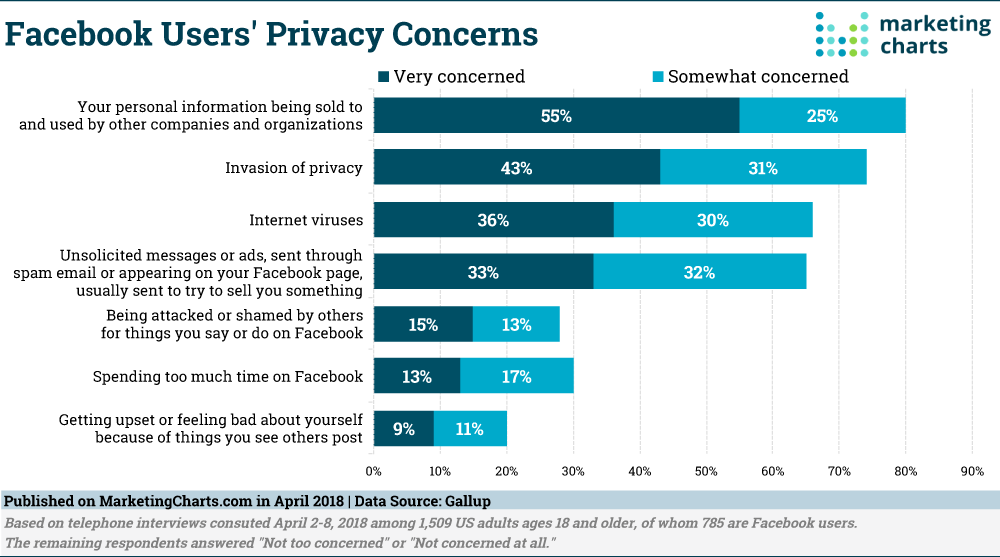 Facebook Users' Privacy Concerns
marketing
charts
Very concerned
Somewhat concerned
Your personal information being sold to
and used by other companies and organizations
55%
25%
Invasion of privacy
43%
31%
Internet viruses
36%
30%
Unsolicited messages or ads, sent through
spam email or appearing on your Facebook page,
usually sent to try to sell you something
33%
32%
Being attacked or shamed by others
for things you say or do on Facebook
15%
13%
Spending too much time on Facebook
13%
17%
Getting upset or feeling bad about yourself
because of things you see others post
9%
11%
0%
10%
20%
30%
40%
50%
60%
70%
80%
90%
Published on MarketingCharts.com in April 2018 | Data Source: Gallup
Based on telephone interviews consuted April 2-8, 2018 among 1,509 US adults ages 18 and older, of whom 785 are Facebook users.
The remaining respondents answered "Not too concerned" or "Not concerned at all."